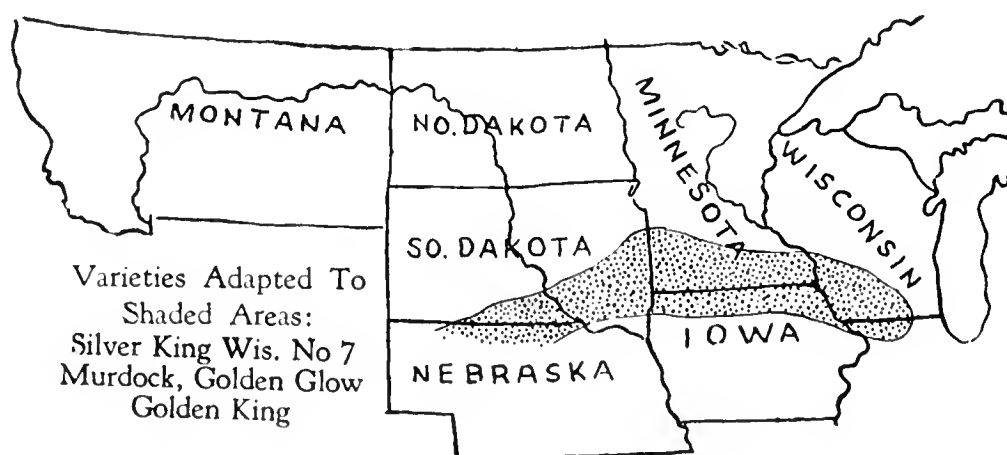 MONTANA
NO. DAKOTA
MINNESOTA
WISCONSIN
SO. DAKOTA
Varieties Adapted To
Shaded Areas:
Silver King Wis. No 7
Murdock, Golden Glow
Golden King
IOWA
NEBRASKA